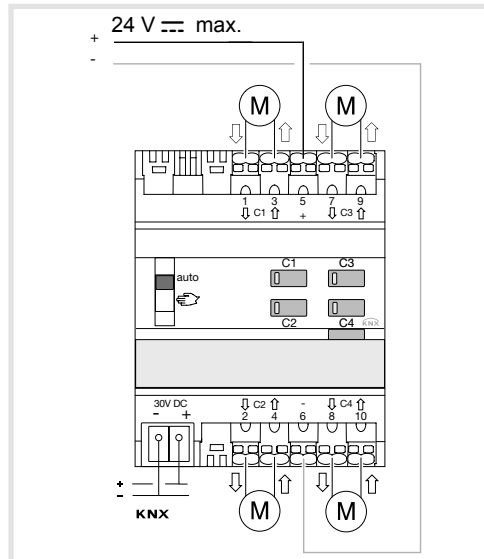 24 V ⎓ max.
+
-
M M
1 3 5 7 9
⇩ C1 ⇧ + ⇩ C3 ⇧
auto
C1 C3
C2 C4 KNX
30V DC
- +
⇩ C2 ⇧ - ⇩ C4 ⇧
2 4 6 8 10
+
-
KNX
M M